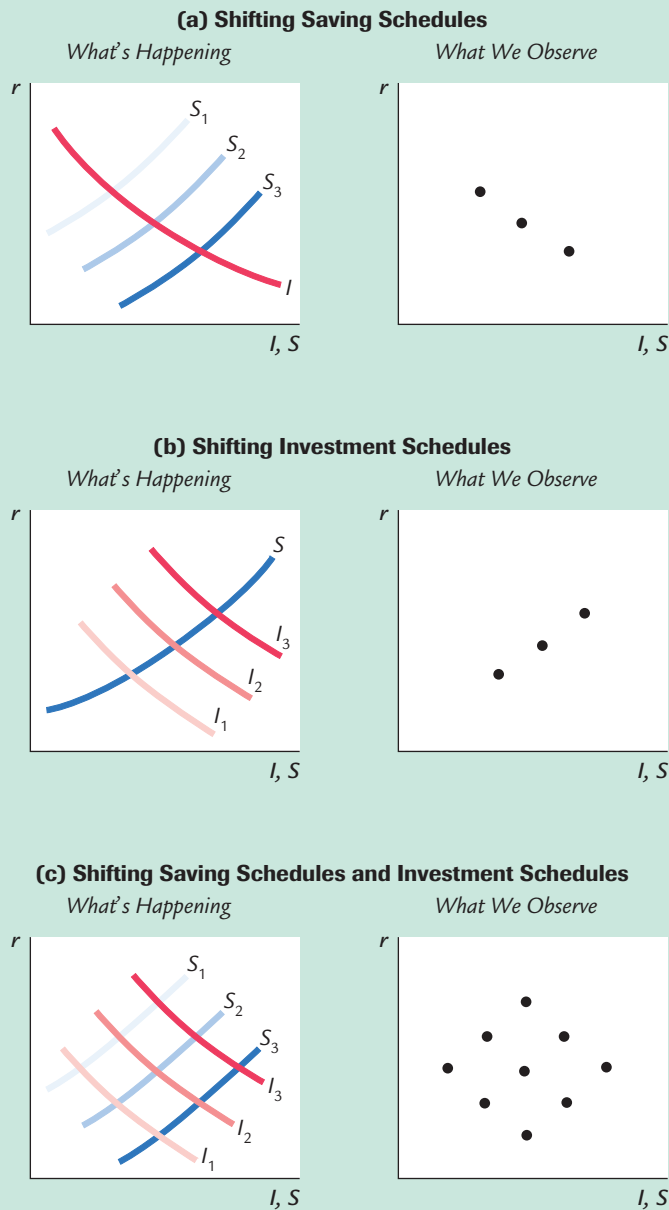 (a) Shifting Saving Schedules
What's Happening
What We Observe
r
S1
S2
S3
I
I, S
r
I, S
(b) Shifting Investment Schedules
What's Happening
What We Observe
r
S
I3
I2
I1
I, S
r
I, S
(c) Shifting Saving Schedules and Investment Schedules
What's Happening
What We Observe
r
S1
S2
S3
I3
I2
I1
I, S
r
I, S